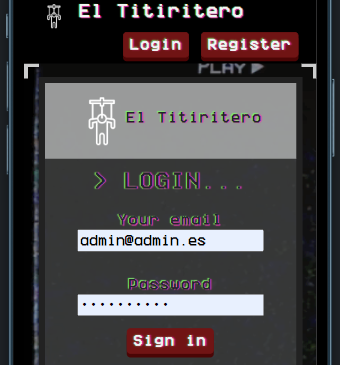 El Titiritero
Login Register
PLAY
El Titiritero
> LOGIN...
Your email
admin@admin.es
Password
••••••••••
Sign in